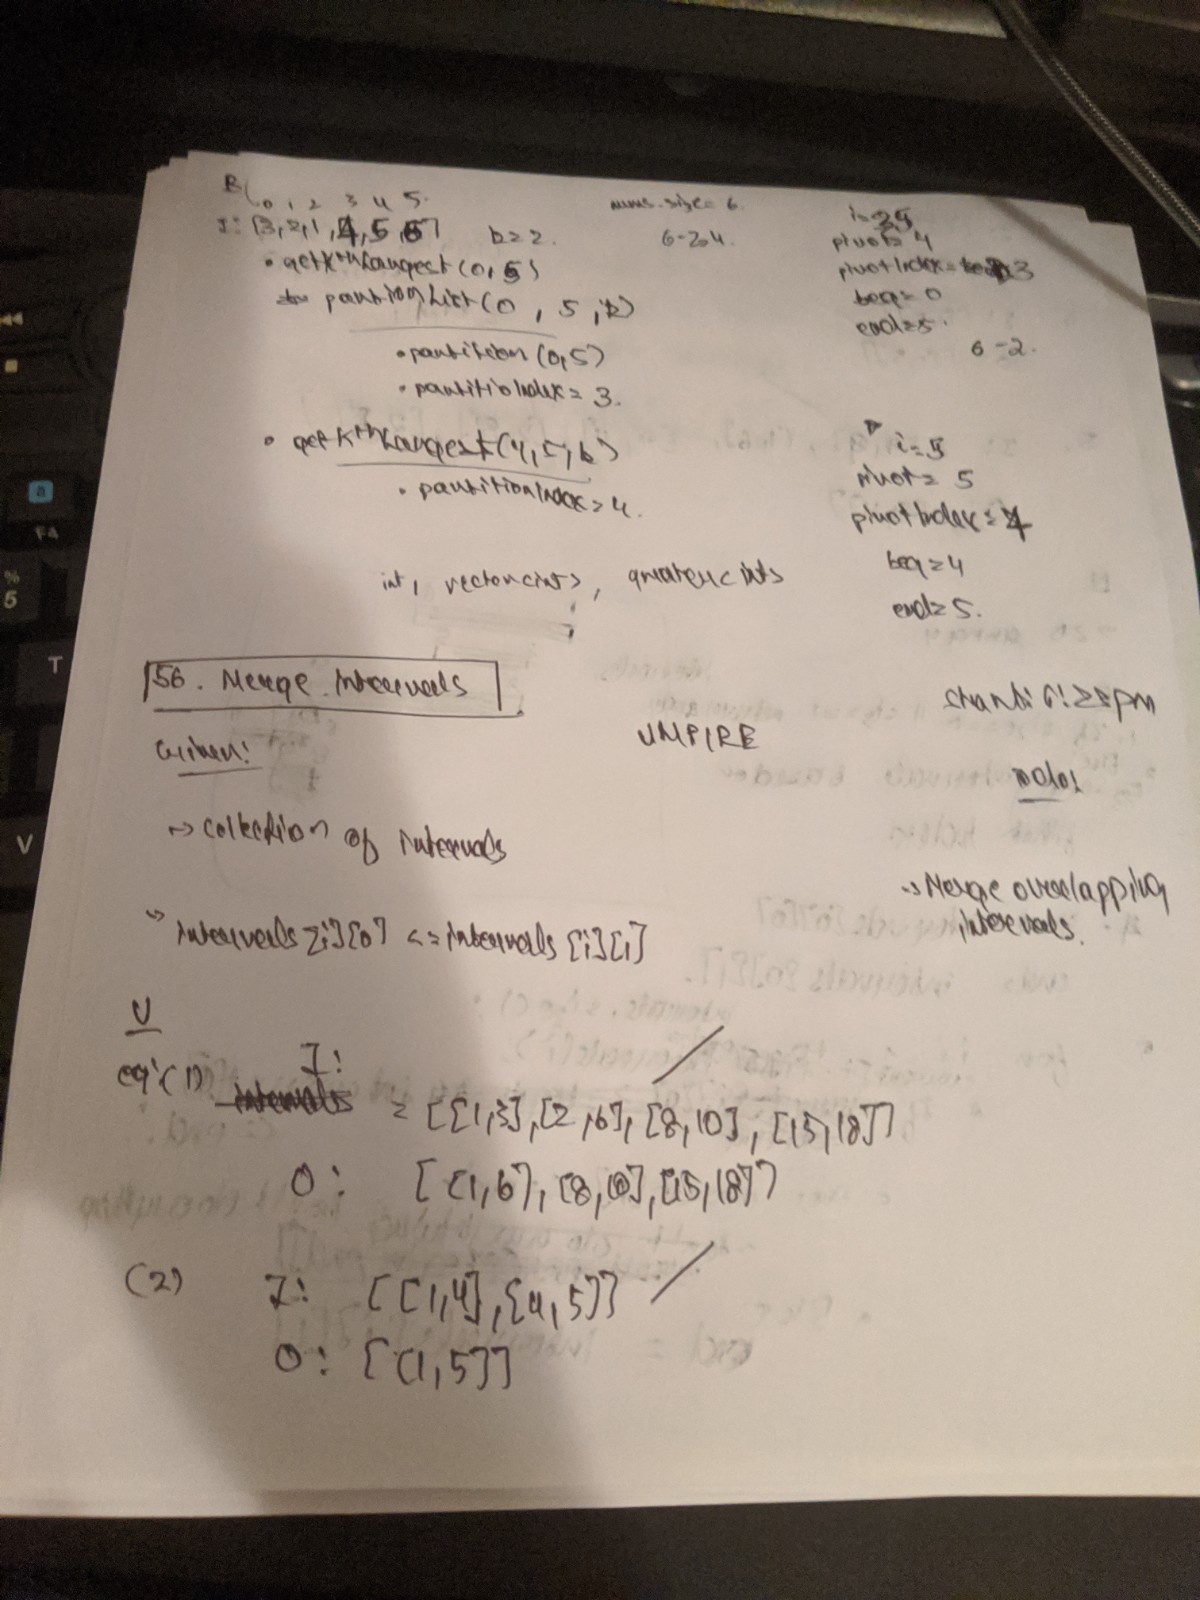 0 1 2 3 4 5
I: [3,2,1,4,5,6] k=2. nums.size = 6
6-2=4.
• getKthLargest(0,5)
partitionList(0, 5, k)
• partition (0,5)
• partitionIndex = 3.
• getKthLargest(4,5,k)
• partitionIndex = 4.
pivot = 4
pivotIndex = 3
beg = 0
end = 5.
6-2.
i=5
pivot = 5
pivotIndex = 4
beg = 4
end = 5.
int, vector<int>, greater<int>
56. Merge Intervals
Start: 6:28pm
Given:
UMPIRE
→ collection of intervals
→ Merge overlapping
intervals.
→ intervals[i][0] <= intervals[i][1]
U
eg:(1) I:
intervals = [[1,3],[2,6],[8,10],[15,18]]
O: [[1,6],[8,10],[15,18]]
(2) I: [[1,4],[4,5]]
O: [[1,5]]
F4
%
5
T
V